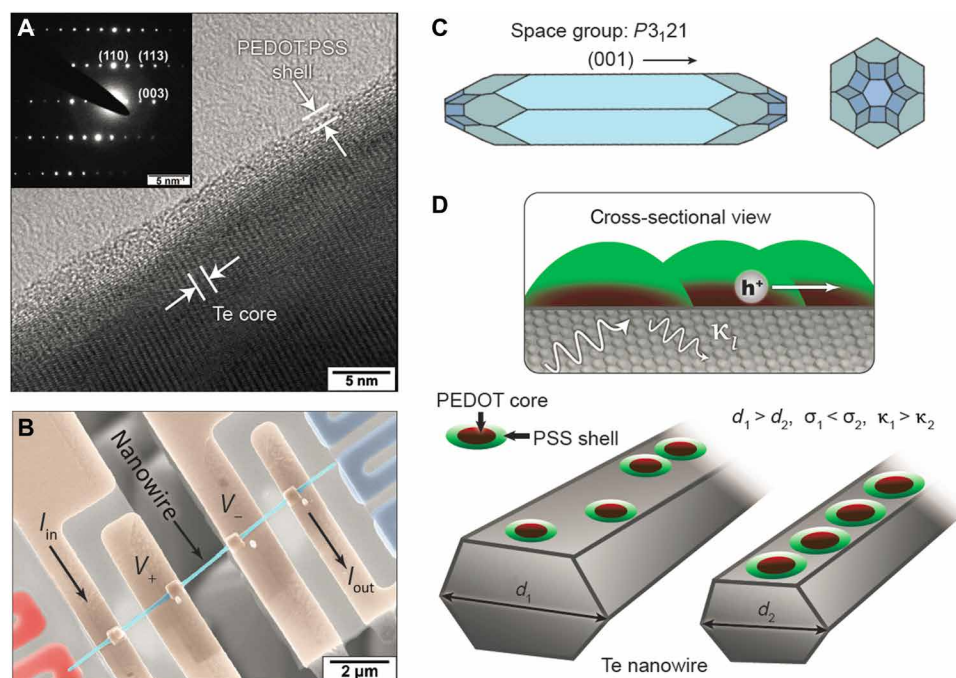 A
(110)
(113)
(003)
5 nm⁻¹
PEDOT:PSS
shell
Te core
5 nm
B
Nanowire
I_in
V₊
V₋
I_out
2 µm
C
Space group: P3₁21
(001)
D
Cross-sectional view
h⁺
κ_l
PEDOT core
PSS shell
d₁ > d₂, σ₁ < σ₂, κ₁ > κ₂
d₁
d₂
Te nanowire